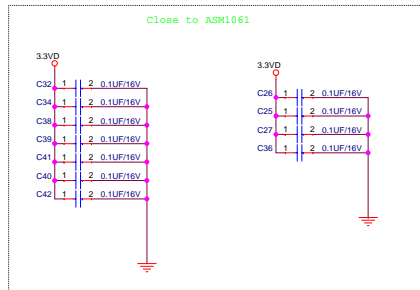 Close to ASM1061
3.3VD
C32 1 2 0.1UF/16V
C34 1 2 0.1UF/16V
C38 1 2 0.1UF/16V
C39 1 2 0.1UF/16V
C41 1 2 0.1UF/16V
C40 1 2 0.1UF/16V
C42 1 2 0.1UF/16V
3.3VD
C26 1 2 0.1UF/16V
C25 1 2 0.1UF/16V
C27 1 2 0.1UF/16V
C36 1 2 0.1UF/16V